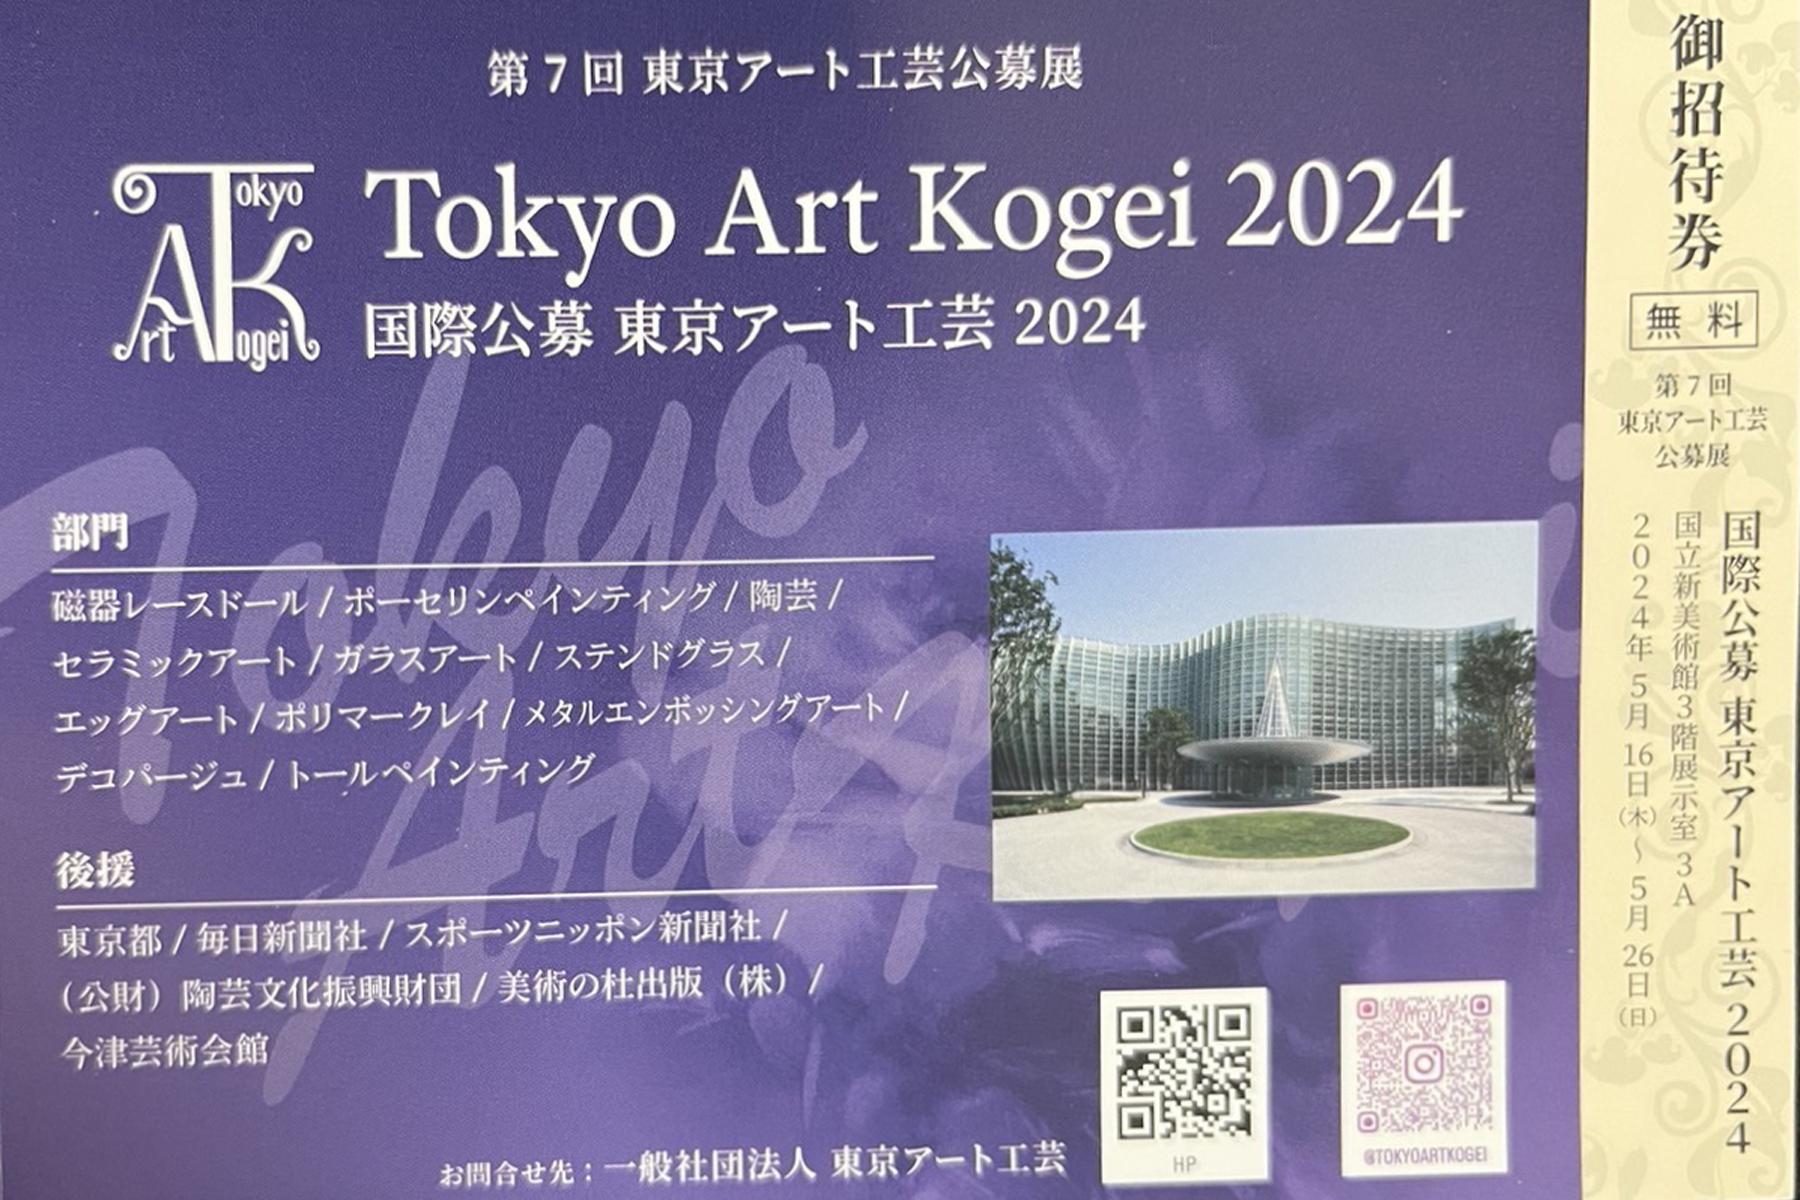 第7回 東京アート工芸公募展
Tokyo
Art
Kogei
Tokyo Art Kogei 2024
国際公募 東京アート工芸 2024
Tokyo
Art
部門
磁器レースドール / ポーセリンペインティング / 陶芸 /
セラミックアート / ガラスアート / ステンドグラス /
エッグアート / ポリマークレイ / メタルエンボッシングアート /
デコパージュ / トールペインティング
後援
東京都 / 毎日新聞社 / スポーツニッポン新聞社 /
（公財）陶芸文化振興財団 / 美術の杜出版（株）/
今津芸術会館
お問合せ先：一般社団法人 東京アート工芸
HP
@TOKYOARTKOGEI
御招待券
無料
第7回
東京アート工芸
公募展
国際公募 東京アート工芸 2024
国立新美術館3階展示室 3A
2024年 5月 16日(木)～ 5月 26日(日)